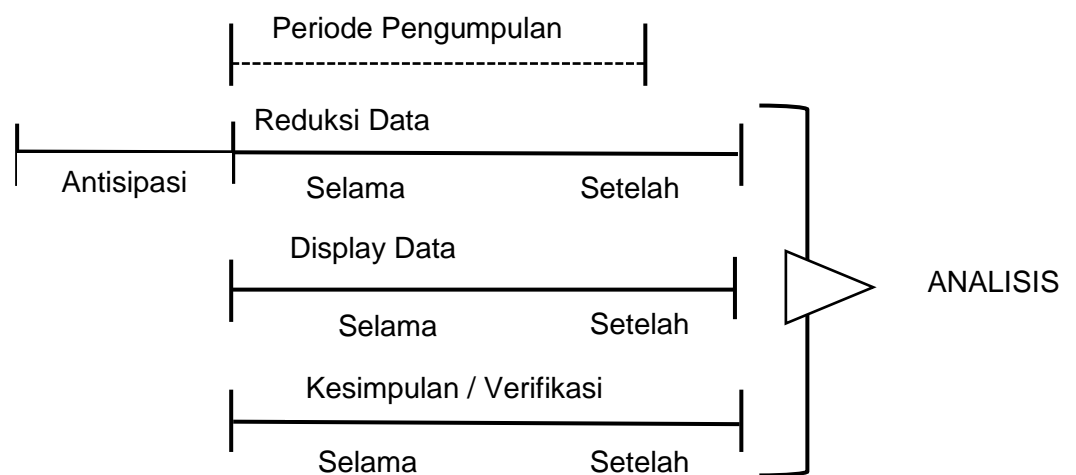 Periode Pengumpulan
Reduksi Data
Antisipasi
Selama
Setelah
Display Data
Selama
Setelah
ANALISIS
Kesimpulan / Verifikasi
Selama
Setelah